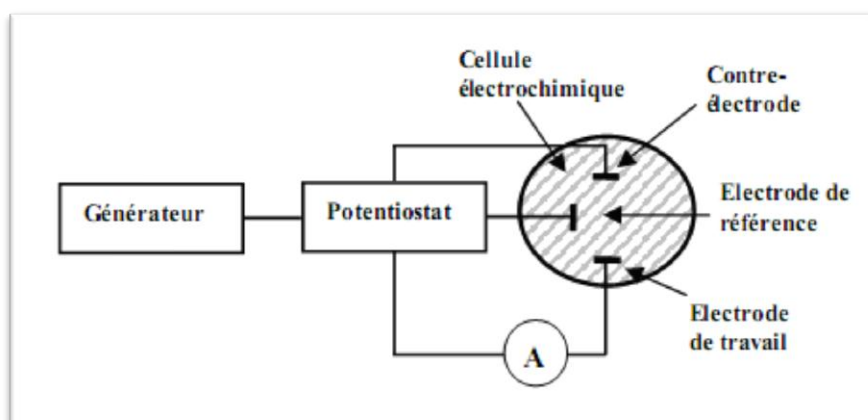 Cellule
électrochimique
Contre-
électrode
Générateur
Potentiostat
Electrode de
référence
Electrode
de travail
A